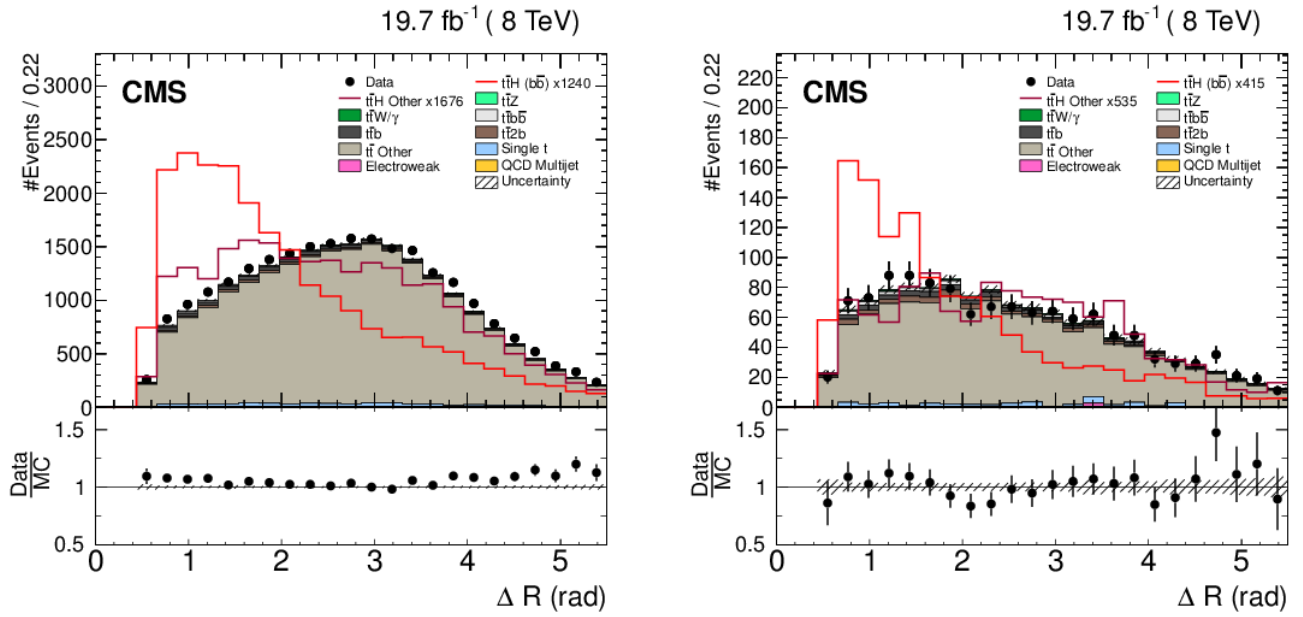 19.7 fb⁻¹ ( 8 TeV)
#Events / 0.22
CMS
Data
tt̄H (bb̄) x1240
tt̄H Other x1676
tt̄Z
tt̄W/γ
tt̄bb̄
tt̄b
tt̄2b
tt̄ Other
Single t
Electroweak
QCD Multijet
Uncertainty
3000
2500
2000
1500
1000
500
0
Data
MC
1.5
1
0.5
0 1 2 3 4 5
Δ R (rad)
19.7 fb⁻¹ ( 8 TeV)
#Events / 0.22
CMS
Data
tt̄H (bb̄) x415
tt̄H Other x535
tt̄Z
tt̄W/γ
tt̄bb̄
tt̄b
tt̄2b
tt̄ Other
Single t
Electroweak
QCD Multijet
Uncertainty
220
200
180
160
140
120
100
80
60
40
20
0
Data
MC
1.5
1
0.5
0 1 2 3 4 5
Δ R (rad)